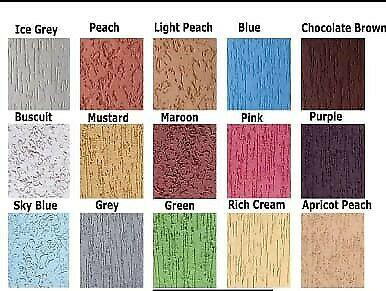 Ice Grey Peach Light Peach Blue Chocolate Brown
Buscuit Mustard Maroon Pink Purple
Sky Blue Grey Green Rich Cream Apricot Peach